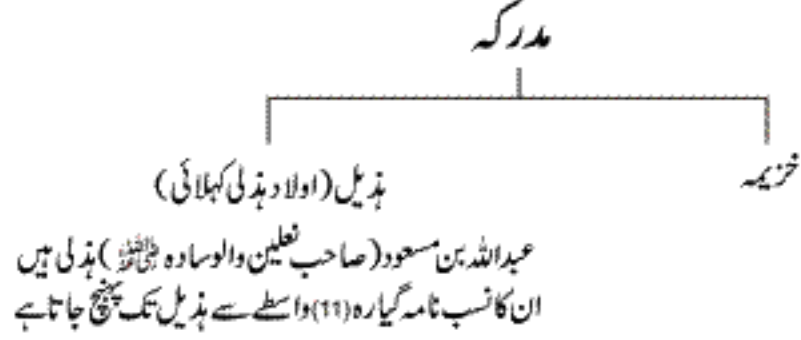 مدرکہ
خزیمہ
ہذیل (اولاد ہذلی کہلائی)
عبداللہ بن مسعود (صاحب نعلین والوسادہ ﷺ) ہذلی ہیں
ان کا نسب نامہ گیارہ (11) واسطے سے ہذیل تک پہنچ جاتا ہے